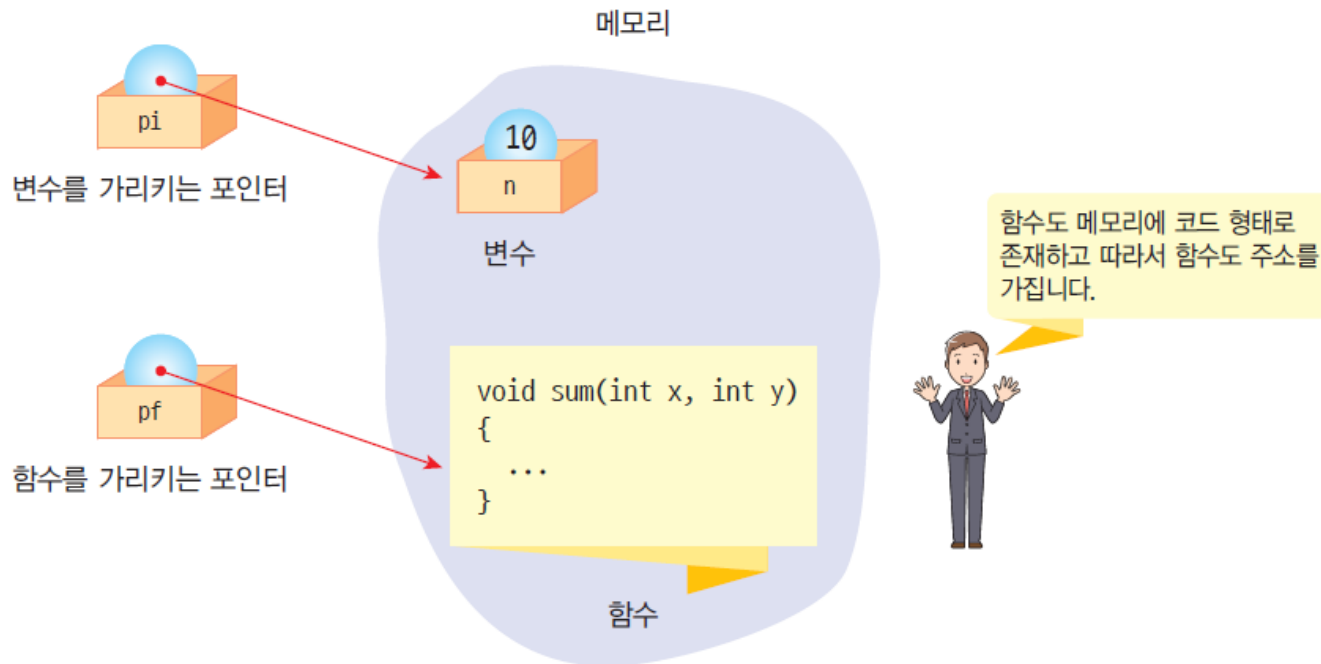 메모리
pi
변수를 가리키는 포인터
10
n
변수
함수도 메모리에 코드 형태로
존재하고 따라서 함수도 주소를
가집니다.
pf
함수를 가리키는 포인터
void sum(int x, int y)
{
...
}
함수